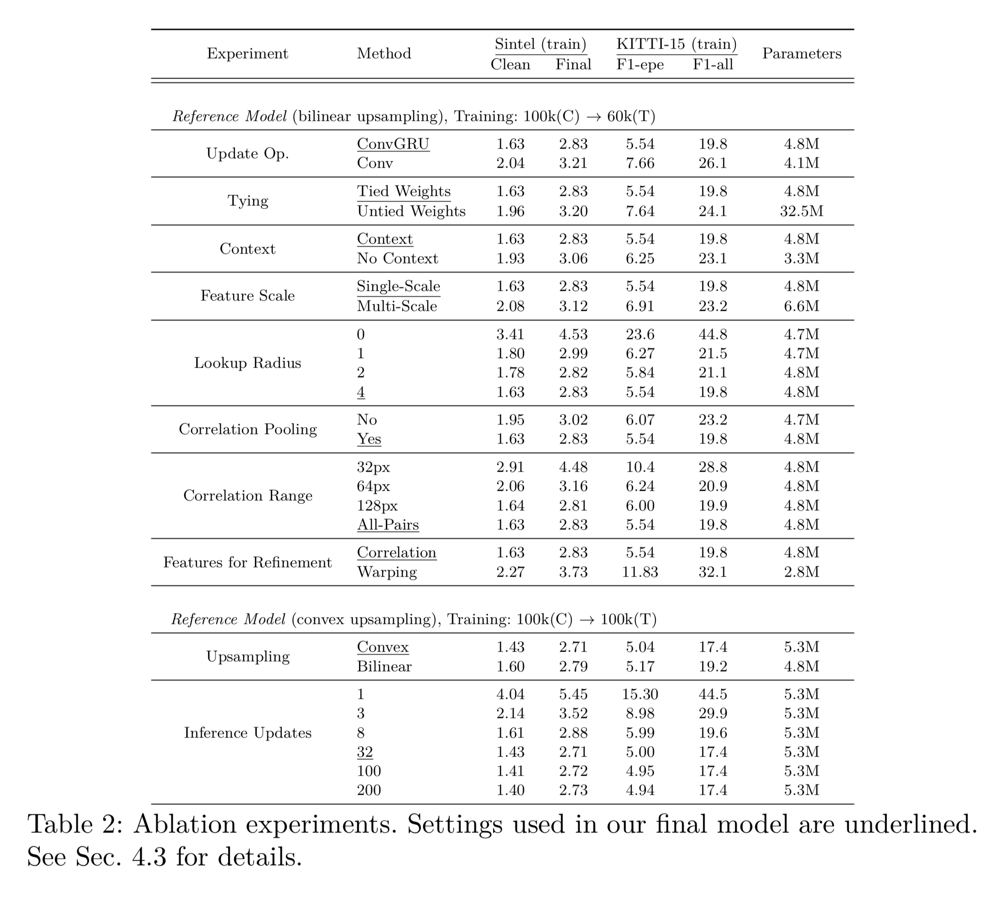 Experiment Method Sintel (train) KITTI-15 (train) Parameters
Clean Final F1-epe F1-all
Reference Model (bilinear upsampling), Training: 100k(C) → 60k(T)
Update Op. ConvGRU 1.63 2.83 5.54 19.8 4.8M
Conv 2.04 3.21 7.66 26.1 4.1M
Tying Tied Weights 1.63 2.83 5.54 19.8 4.8M
Untied Weights 1.96 3.20 7.64 24.1 32.5M
Context Context 1.63 2.83 5.54 19.8 4.8M
No Context 1.93 3.06 6.25 23.1 3.3M
Feature Scale Single-Scale 1.63 2.83 5.54 19.8 4.8M
Multi-Scale 2.08 3.12 6.91 23.2 6.6M
Lookup Radius 0 3.41 4.53 23.6 44.8 4.7M
1 1.80 2.99 6.27 21.5 4.7M
2 1.78 2.82 5.84 21.1 4.8M
4 1.63 2.83 5.54 19.8 4.8M
Correlation Pooling No 1.95 3.02 6.07 23.2 4.7M
Yes 1.63 2.83 5.54 19.8 4.8M
Correlation Range 32px 2.91 4.48 10.4 28.8 4.8M
64px 2.06 3.16 6.24 20.9 4.8M
128px 1.64 2.81 6.00 19.9 4.8M
All-Pairs 1.63 2.83 5.54 19.8 4.8M
Features for Refinement Correlation 1.63 2.83 5.54 19.8 4.8M
Warping 2.27 3.73 11.83 32.1 2.8M
Reference Model (convex upsampling), Training: 100k(C) → 100k(T)
Upsampling Convex 1.43 2.71 5.04 17.4 5.3M
Bilinear 1.60 2.79 5.17 19.2 4.8M
Inference Updates 1 4.04 5.45 15.30 44.5 5.3M
3 2.14 3.52 8.98 29.9 5.3M
8 1.61 2.88 5.99 19.6 5.3M
32 1.43 2.71 5.00 17.4 5.3M
100 1.41 2.72 4.95 17.4 5.3M
200 1.40 2.73 4.94 17.4 5.3M
Table 2: Ablation experiments. Settings used in our final model are underlined.
See Sec. 4.3 for details.